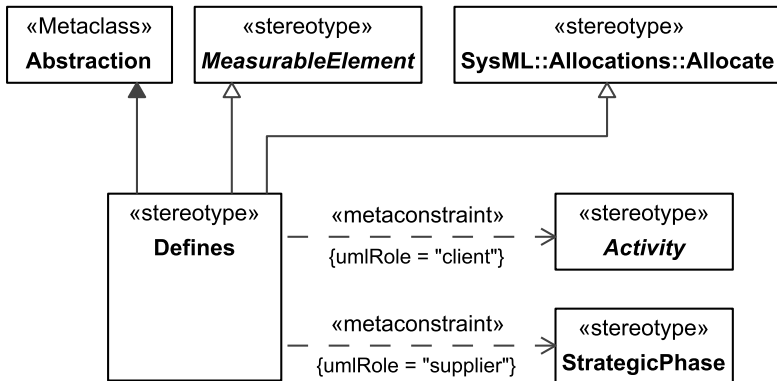 «Metaclass»
Abstraction
«stereotype»
MeasurableElement
«stereotype»
SysML::Allocations::Allocate
«stereotype»
Defines
«metaconstraint»
{umlRole = "client"}
«stereotype»
Activity
«metaconstraint»
{umlRole = "supplier"}
«stereotype»
StrategicPhase